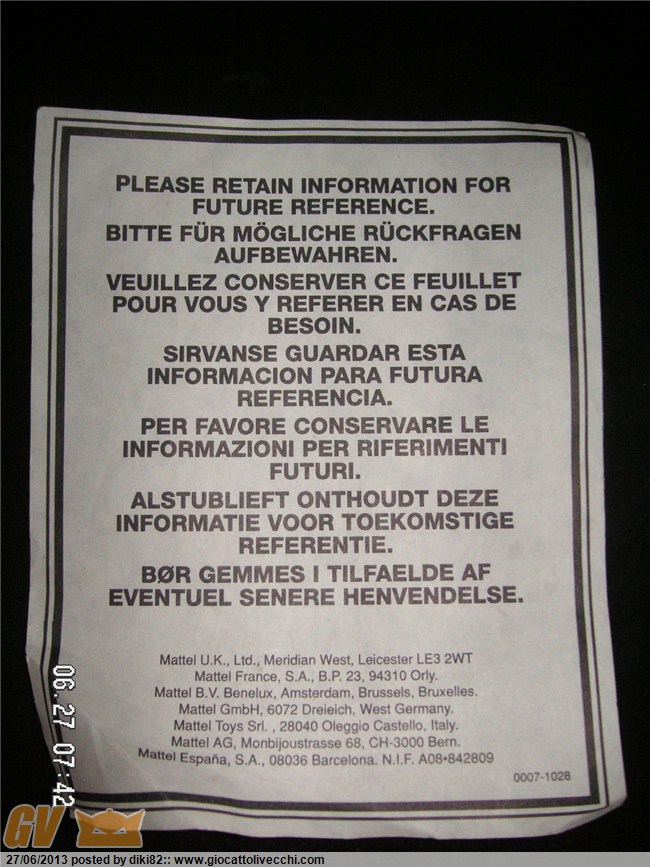 PLEASE RETAIN INFORMATION FOR
FUTURE REFERENCE.
BITTE FÜR MÖGLICHE RÜCKFRAGEN
AUFBEWAHREN.
VEUILLEZ CONSERVER CE FEUILLET
POUR VOUS Y REFERER EN CAS DE
BESOIN.
SIRVANSE GUARDAR ESTA
INFORMACION PARA FUTURA
REFERENCIA.
PER FAVORE CONSERVARE LE
INFORMAZIONI PER RIFERIMENTI
FUTURI.
ALSTUBLIEFT ONTHOUDT DEZE
INFORMATIE VOOR TOEKOMSTIGE
REFERENTIE.
BØR GEMMES I TILFAELDE AF
EVENTUEL SENERE HENVENDELSE.
Mattel U.K., Ltd., Meridian West, Leicester LE3 2WT
Mattel France, S.A., B.P. 23, 94310 Orly.
Mattel B.V. Benelux, Amsterdam, Brussels, Bruxelles.
Mattel GmbH, 6072 Dreieich, West Germany.
Mattel Toys Srl. , 28040 Oleggio Castello, Italy.
Mattel AG, Monbijoustrasse 68, CH-3000 Bern.
Mattel España, S.A., 08036 Barcelona. N.I.F. A08•842809
0007-1028
06.27 07:42
GV
27/06/2013 posted by diki82:: www.giocattolivecchi.com